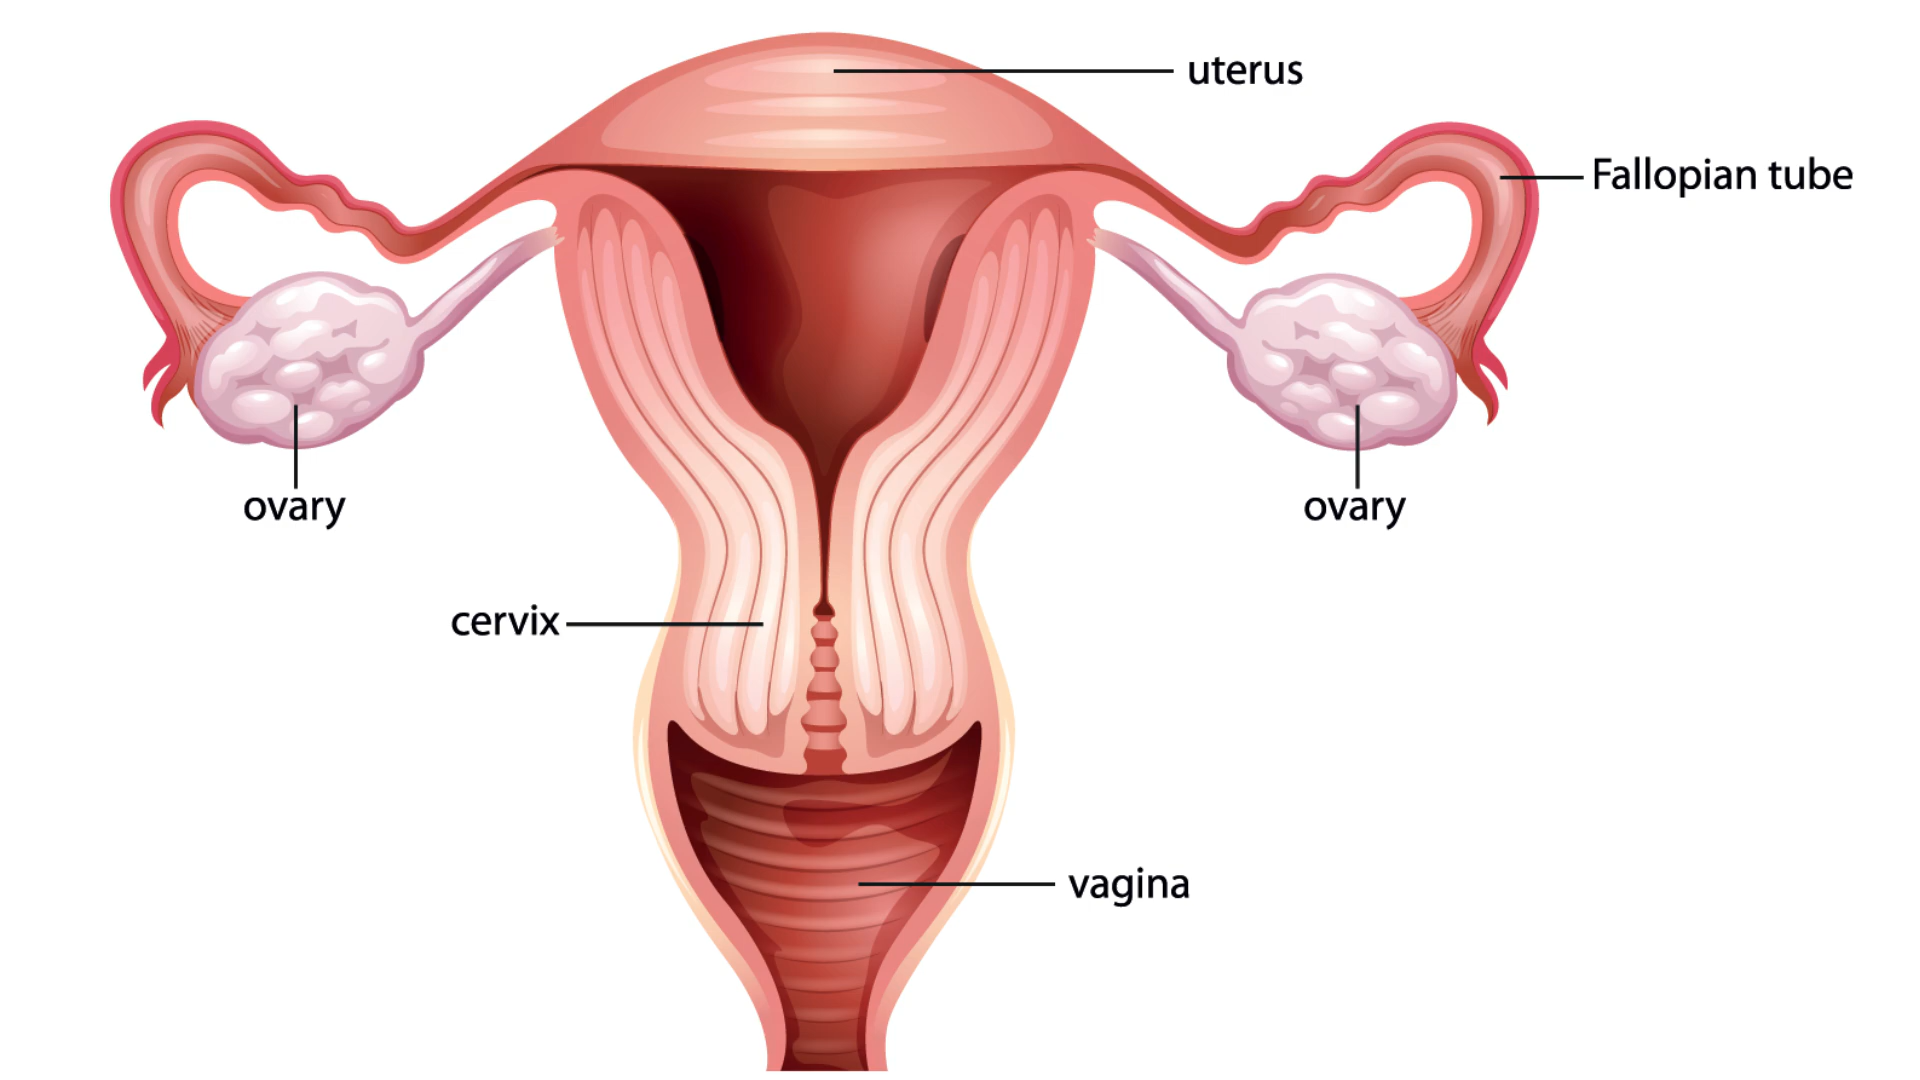 uterus
Fallopian tube
ovary
ovary
cervix
vagina